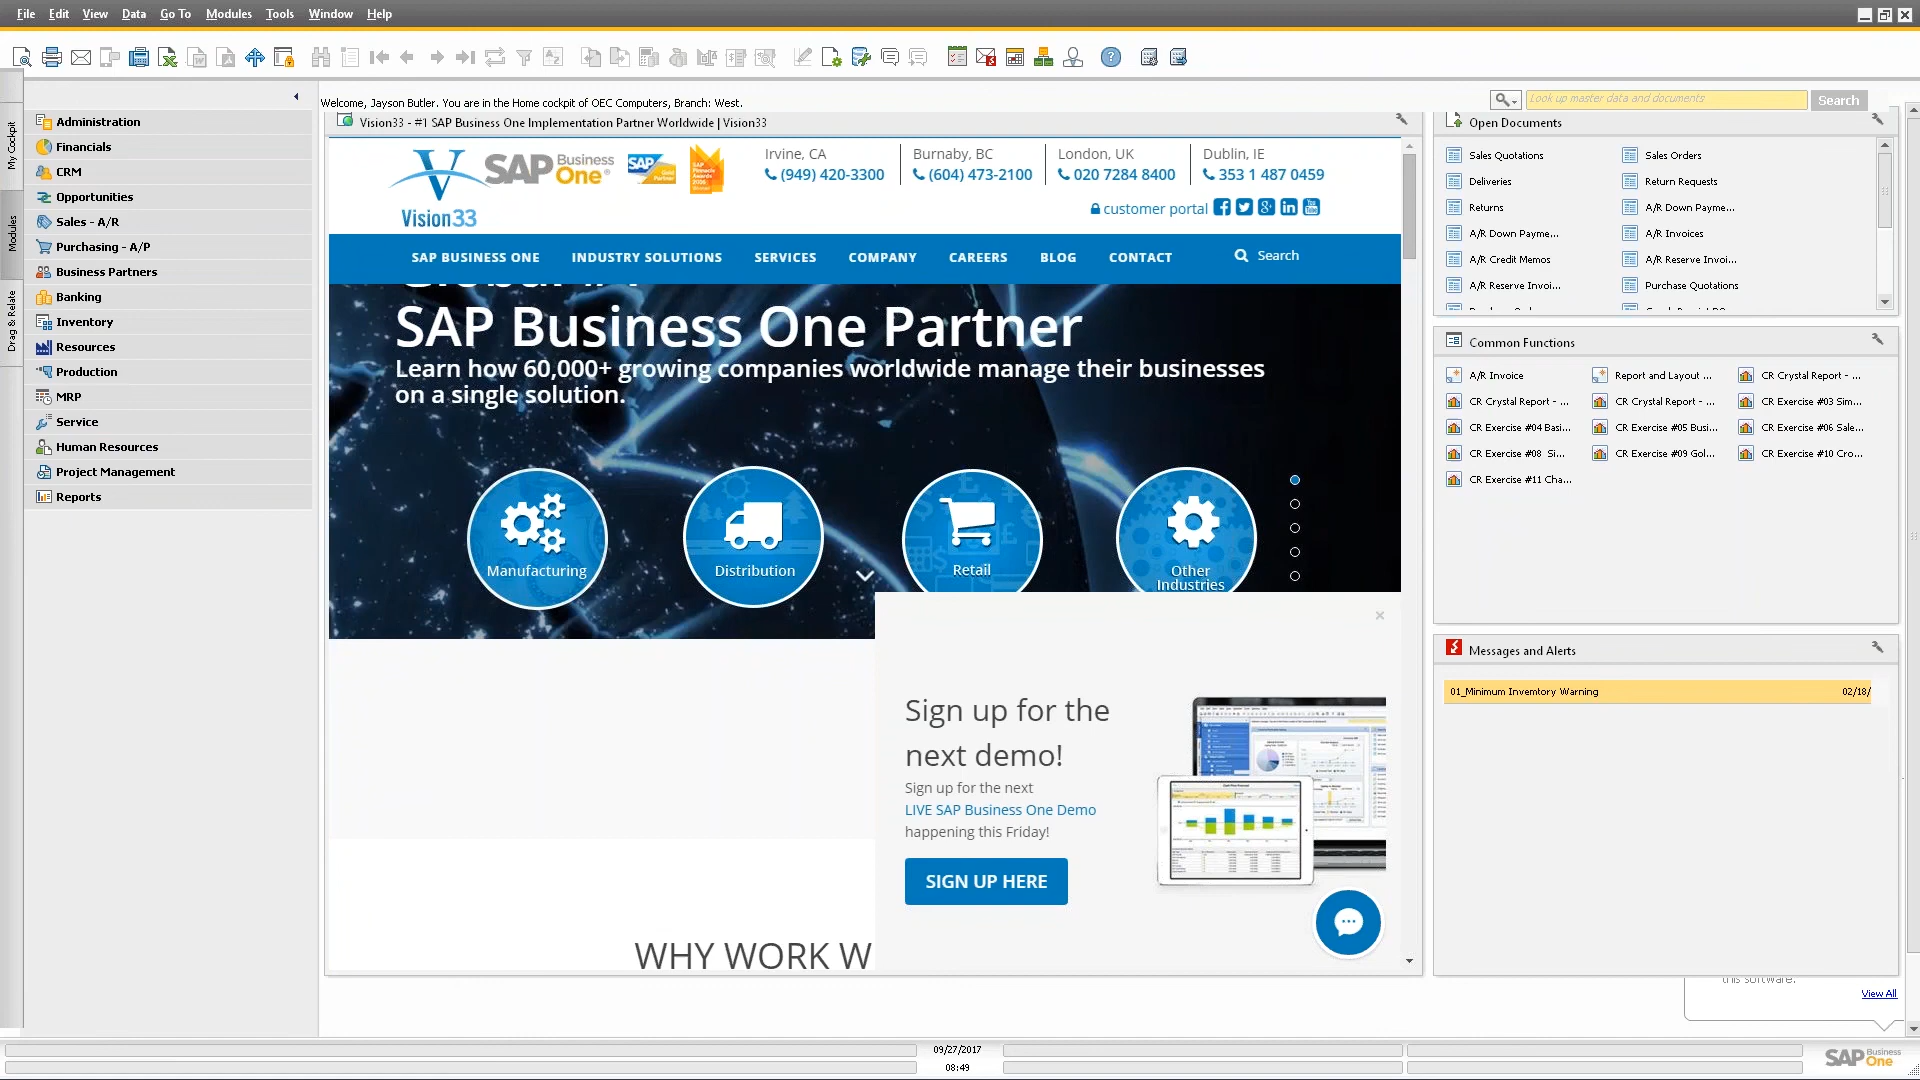 File Edit View Data Go To Modules Tools Window Help
Welcome, Jayson Butler. You are in the Home cockpit of OEC Computers, Branch: West.
Look up master data and documents
Search
My Cockpit
Modules
Drag & Relate
Administration
Financials
CRM
Opportunities
Sales - A/R
Purchasing - A/P
Business Partners
Banking
Inventory
Resources
Production
MRP
Service
Human Resources
Project Management
Reports
Vision33 - #1 SAP Business One Implementation Partner Worldwide | Vision33
Vision33
SAP Business One
Irvine, CA
(949) 420-3300
Burnaby, BC
(604) 473-2100
London, UK
020 7284 8400
Dublin, IE
353 1 487 0459
customer portal
SAP BUSINESS ONE INDUSTRY SOLUTIONS SERVICES COMPANY CAREERS BLOG CONTACT Search
SAP Business One Partner
Learn how 60,000+ growing companies worldwide manage their businesses
on a single solution.
Manufacturing
Distribution
Retail
Other
Industries
Sign up for the
next demo!
Sign up for the next
LIVE SAP Business One Demo
happening this Friday!
SIGN UP HERE
WHY WORK W
Open Documents
Sales Quotations Sales Orders
Deliveries Return Requests
Returns A/R Down Payme...
A/R Down Payme... A/R Invoices
A/R Credit Memos A/R Reserve Invoi...
A/R Reserve Invoi... Purchase Quotations
Common Functions
A/R Invoice Report and Layout ... CR Crystal Report - ...
CR Crystal Report - ... CR Crystal Report - ... CR Exercise #03 Sim...
CR Exercise #04 Basi... CR Exercise #05 Busi... CR Exercise #06 Sale...
CR Exercise #08 Si... CR Exercise #09 Gol... CR Exercise #10 Cro...
CR Exercise #11 Cha...
Messages and Alerts
01_Minimum Invemtory Warning 02/18/
this software.
View All
09/27/2017
08:49
SAP Business One